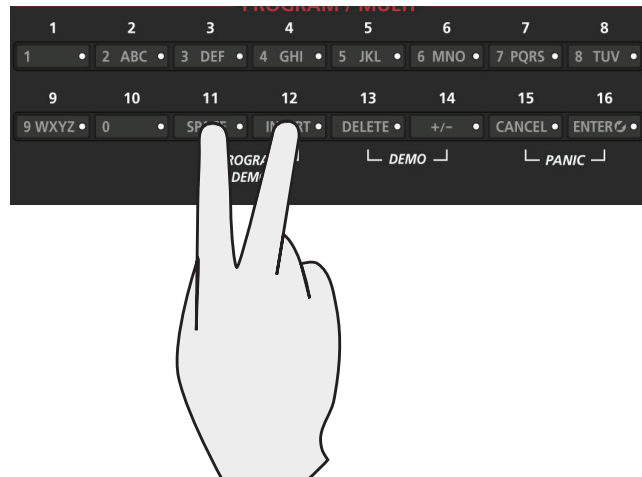 PROGRAM / MULTI
1 2 3 4 5 6 7 8
1 2 ABC 3 DEF 4 GHI 5 JKL 6 MNO 7 PQRS 8 TUV
9 10 11 12 13 14 15 16
9 WXYZ 0 DELETE +/− CANCEL ENTER
DEMO PANIC